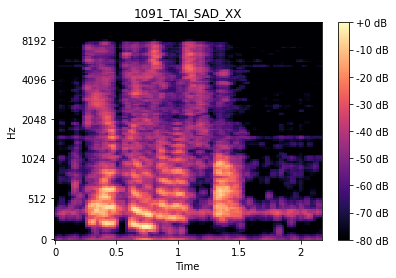 1091_TAI_SAD_XX
Hz
8192
4096
2048
1024
512
0
0
0.5
1
1.5
2
Time
+0 dB
-10 dB
-20 dB
-30 dB
-40 dB
-50 dB
-60 dB
-70 dB
-80 dB